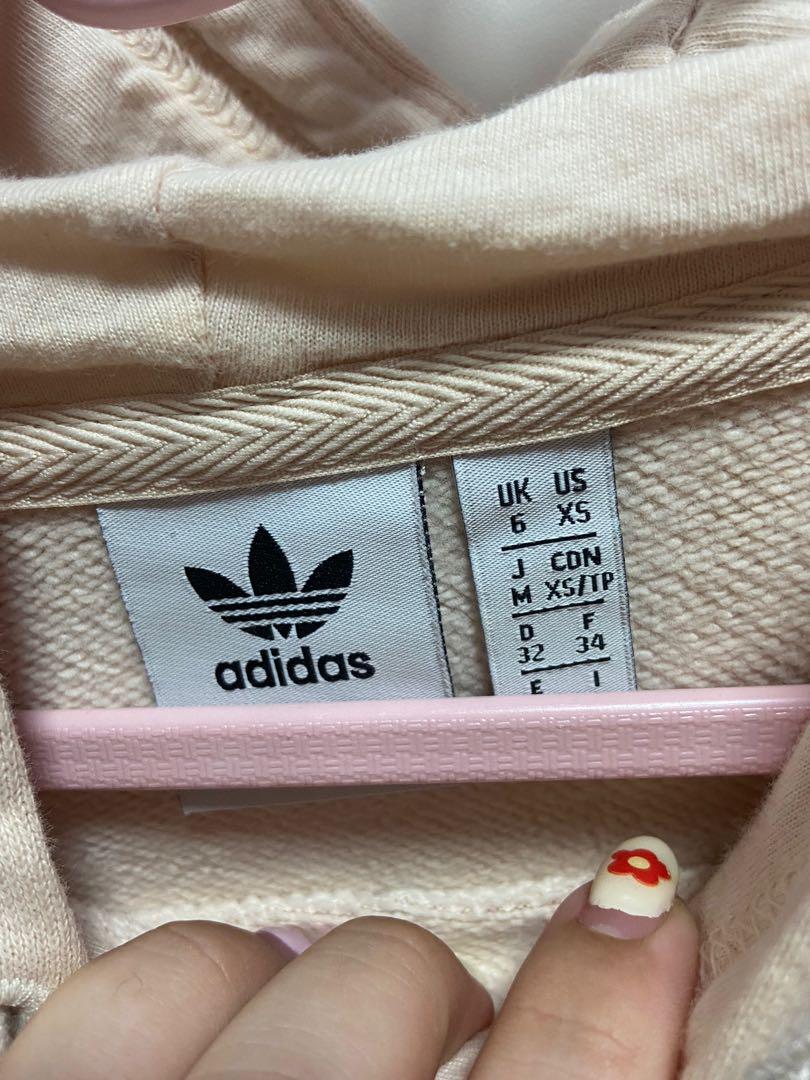 adidas
UK US
6 XS
J CDN
M XS/TP
D F
32 34
E I